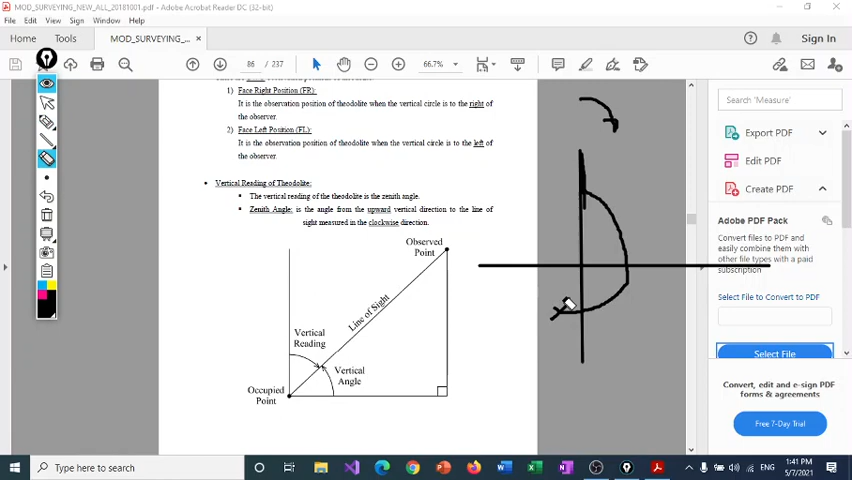 MOD_SURVEYING_NEW_ALL_20181001.pdf - Adobe Acrobat Reader DC (32-bit)
File Edit View Sign Window Help
Home Tools MOD_SURVEYING_... × Sign In
86 / 237 66.7%
1) Face Right Position (FR):
It is the observation position of theodolite when the vertical circle is to the right of
the observer.
2) Face Left Position (FL):
It is the observation position of theodolite when the vertical circle is to the left of
the observer.
Vertical Reading of Theodolite:
The vertical reading of the theodolite is the zenith angle.
Zenith Angle: is the angle from the upward vertical direction to the line of
sight measured in the clockwise direction.
Observed
Point
Line of Sight
Vertical
Reading
Vertical
Angle
Occupied
Point
Search 'Measure'
Export PDF
Edit PDF
Create PDF
Adobe PDF Pack
Convert files to PDF and
easily combine them
with other file types with a paid
subscription
Select File to Convert to PDF
Select File
Convert, edit and e-sign PDF
forms & agreements
Free 7-Day Trial
Type here to search
ENG
1:41 PM
5/7/2021